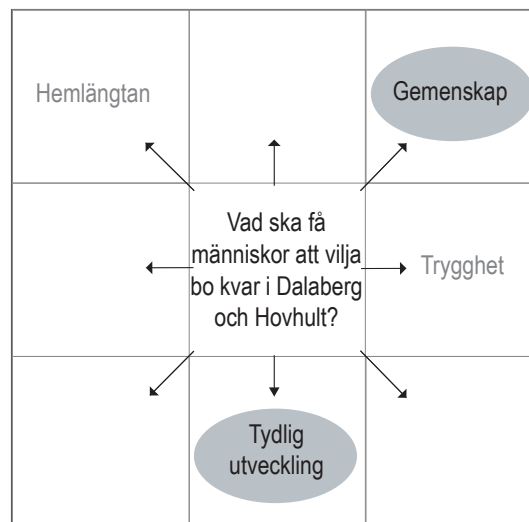 Hemlängtan
Gemenskap
Vad ska få
människor att vilja
bo kvar i Dalaberg
och Hovhult?
Trygghet
Tydlig
utveckling